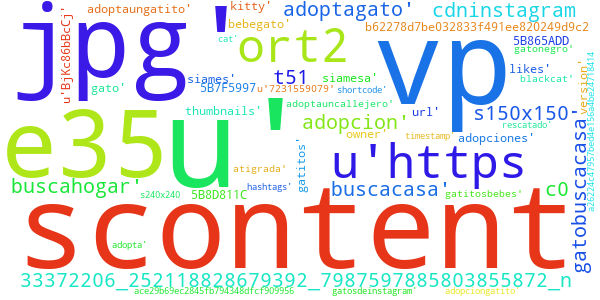 adoptaungatito'
kitty'
adoptagato'
cdninstagram
u'BjKc86bBcCj'
jpg
'
bebegato'
b62278d7be032833f491ee820249d9c2
ort2
vp
5B865ADD
cat'
gatonegro'
siames'
t51
siamesa'
likes'
gato'
5B7F5997
u'7231559079'
shortcode'
blackcat'
version'
e35
u'
thumbnails'
adoptauncallejero'
url'
s150x150
adopcion'
rescatado'
owner'
timestamp
adopciones'
gatitos'
u'https
atigrada'
buscahogar'
hashtags'
buscacasa'
c0
gatobuscacasa
s240x240
5B8D811C
gatitosbebes'
scontent
adopta'
33372206_252118828679392_7987597885803855872_n
ace29b69ec2845fb794348dfcf909956
gatosdeinstagram'
adopciongatito